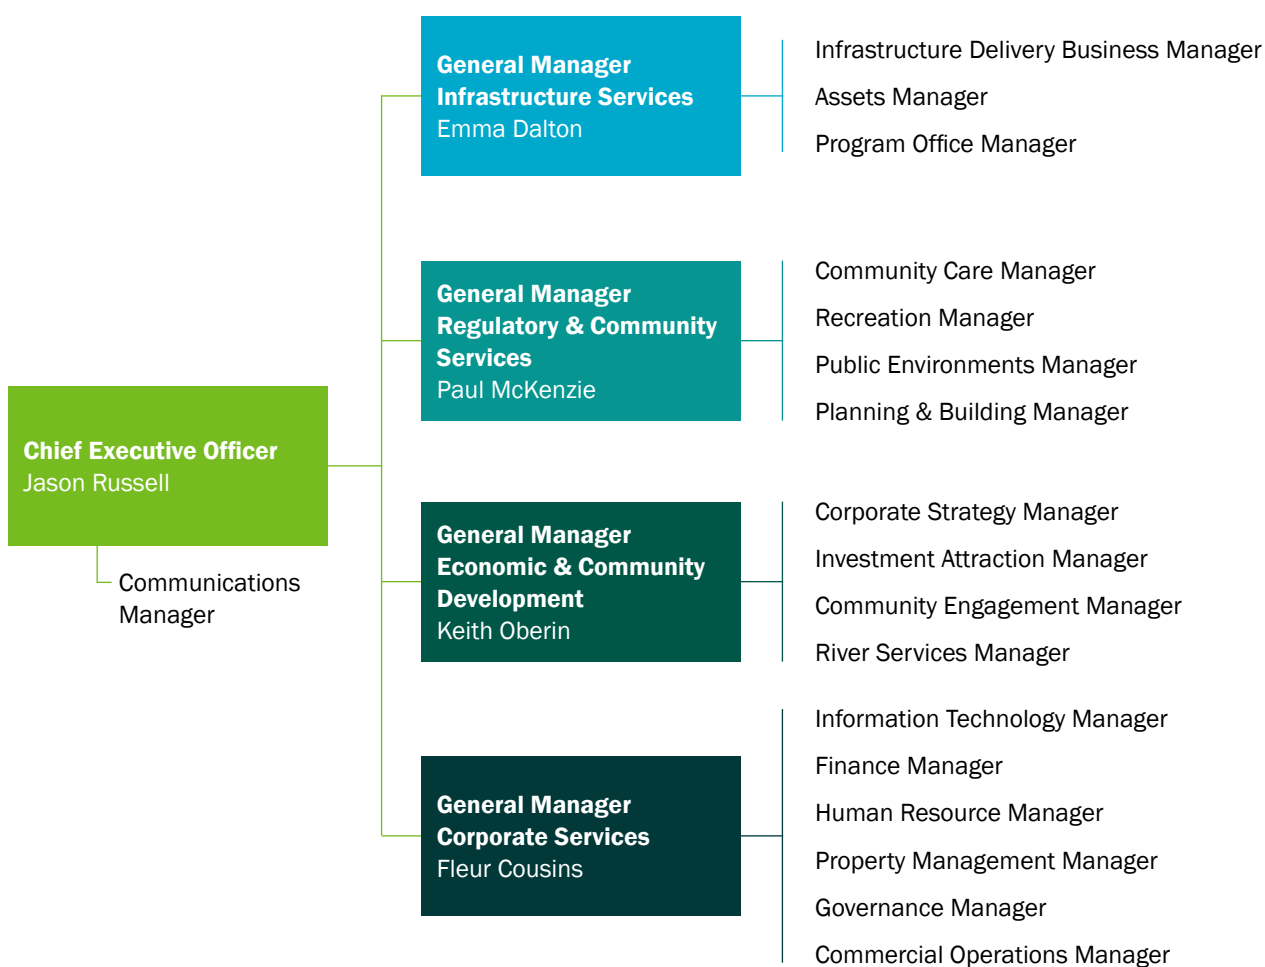 Chief Executive Officer
Jason Russell
Communications
Manager
General Manager
Infrastructure Services
Emma Dalton
Infrastructure Delivery Business Manager
Assets Manager
Program Office Manager
General Manager
Regulatory & Community
Services
Paul McKenzie
Community Care Manager
Recreation Manager
Public Environments Manager
Planning & Building Manager
General Manager
Economic & Community
Development
Keith Oberin
Corporate Strategy Manager
Investment Attraction Manager
Community Engagement Manager
River Services Manager
General Manager
Corporate Services
Fleur Cousins
Information Technology Manager
Finance Manager
Human Resource Manager
Property Management Manager
Governance Manager
Commercial Operations Manager